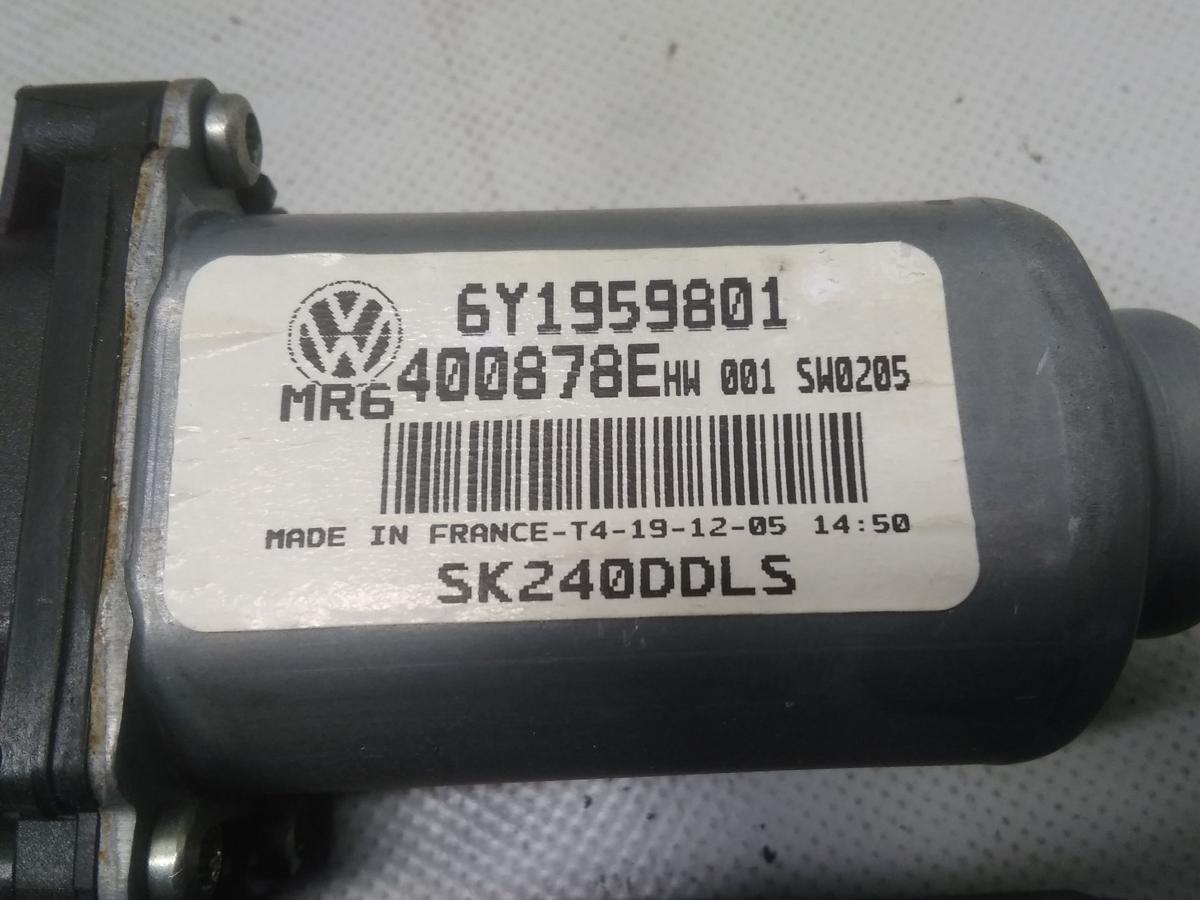 6Y1959801
MR6 400878E HW 001 SW0205
MADE IN FRANCE-T4-19-12-05 14:50
SK240DDLS